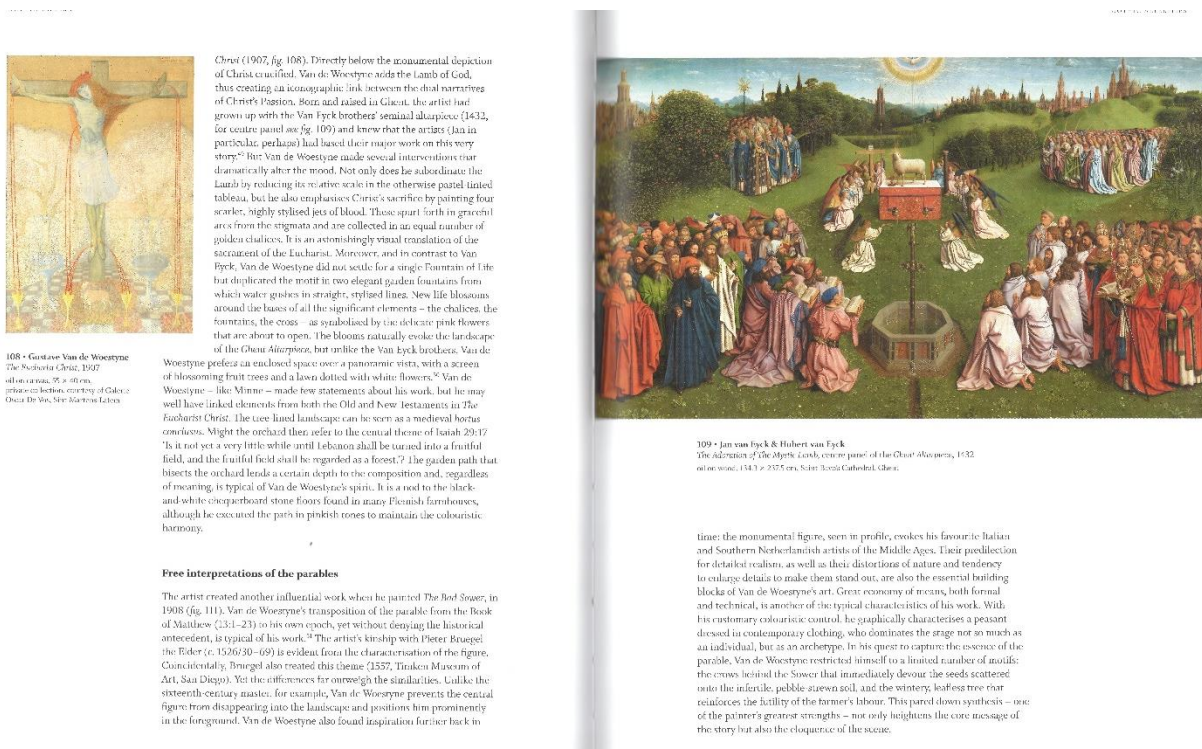 Christ (1907, fig. 108). Directly below the monumental depiction
of Christ crucified, Van de Woestyne adds the Lamb of God,
thus creating an iconographic link between the dual narratives
of Christ's Passion. Born and raised in Ghent, the artist had
grown up with the Van Eyck brothers' seminal altarpiece (1432,
for centre panel see fig. 109) and knew that the artists (Jan in
particular, perhaps) had based their major work on this very
story. But Van de Woestyne made several interventions that
dramatically alter the mood. Not only does he subordinate the
Lamb by reducing its relative scale in the otherwise pastel-tinted
tableau, but he also emphasises Christ's sacrifice by painting four
scarlet, highly stylised jets of blood. These spurt forth in graceful
arcs from the stigmata and are collected in an equal number of
golden chalices. It is an astonishingly visual translation of the
sacrament of the Eucharist. Moreover, and in contrast to Van
Eyck, Van de Woestyne did not settle for a single Fountain of Life
but duplicated the motif in two elegant garden fountains from
which water gushes in straight, stylised lines. New life blossoms
around the bases of all the significant elements – the chalices, the
fountains, the cross – as symbolised by the delicate pink flowers
that are about to open. The blooms naturally evoke the landscape
of the Ghent Altarpiece, but unlike the Van Eyck brothers, Van de
Woestyne prefers an enclosed space over a panoramic vista, with a screen
of blossoming fruit trees and a lawn dotted with white flowers. Van de
Woestyne – like Minne – made few statements about his work, but he may
well have linked elements from both the Old and New Testaments in The
Eucharist Christ. The tree-lined landscape can be seen as a medieval hortus
conclusus. Might the orchard then refer to the central theme of Isaiah 29:17
'Is it not yet a very little while until Lebanon shall be turned into a fruitful
field, and the fruitful field shall be regarded as a forest.'? The garden path that
bisects the orchard lends a certain depth to the composition and, regardless
of meaning, is typical of Van de Woestyne's spirit. It is a nod to the black-
and-white chequerboard stone floors found in many Flemish farmhouses,
although he executed the path in pinkish tones to maintain the colouristic
harmony.
108 • Gustave Van de Woestyne
The Eucharist Christ, 1907
oil on canvas, 55 × 40 cm,
private collection, courtesy of Galerie
Oscar De Vos, Sint-Martens-Latem
Free interpretations of the parables
The artist created another influential work when he painted The Bad Sower, in
1908 (fig. 111). Van de Woestyne's transposition of the parable from the Book
of Matthew (13:1–23) to his own epoch, yet without denying the historical
antecedent, is typical of his work. The artist's kinship with Pieter Bruegel
the Elder (c. 1526/30–69) is evident from the characterisation of the figure.
Coincidentally, Bruegel also created this theme (1557, Timken Museum of
Art, San Diego). Yet the differences far outweigh the similarities. Unlike the
sixteenth-century master, for example, Van de Woestyne prevents the central
figure from disappearing into the landscape and positions him prominently
in the foreground. Van de Woestyne also found inspiration further back in
109 • Jan van Eyck & Hubert van Eyck
The Adoration of The Mystic Lamb, centre panel of the Ghent Altarpiece, 1432
oil on wood, 134.3 × 237.5 cm, Saint Bavo's Cathedral, Ghent
time: the monumental figure, seen in profile, evokes his favourite Italian
and Southern Netherlandish artists of the Middle Ages. Their predilection
for detailed realism, as well as their distortions of nature and tendency
to enlarge details to make them stand out, are also the essential building
blocks of Van de Woestyne's art. Great economy of means, both formal
and technical, is another of the typical characteristics of his work. With
his customary colouristic control, he graphically characterises a peasant
dressed in contemporary clothing, who dominates the stage not so much as
an individual, but as an archetype. In his quest to capture the essence of the
parable, Van de Woestyne restricted himself to a limited number of motifs:
the crows behind the Sower that immediately devour the seeds scattered
onto the infertile, pebble-strewn soil, and the wintery, leafless tree that
reinforces the futility of the farmer's labour. This pared down synthesis – one
of the painter's greatest strengths – not only heightens the core message of
the story but also the eloquence of the scene.